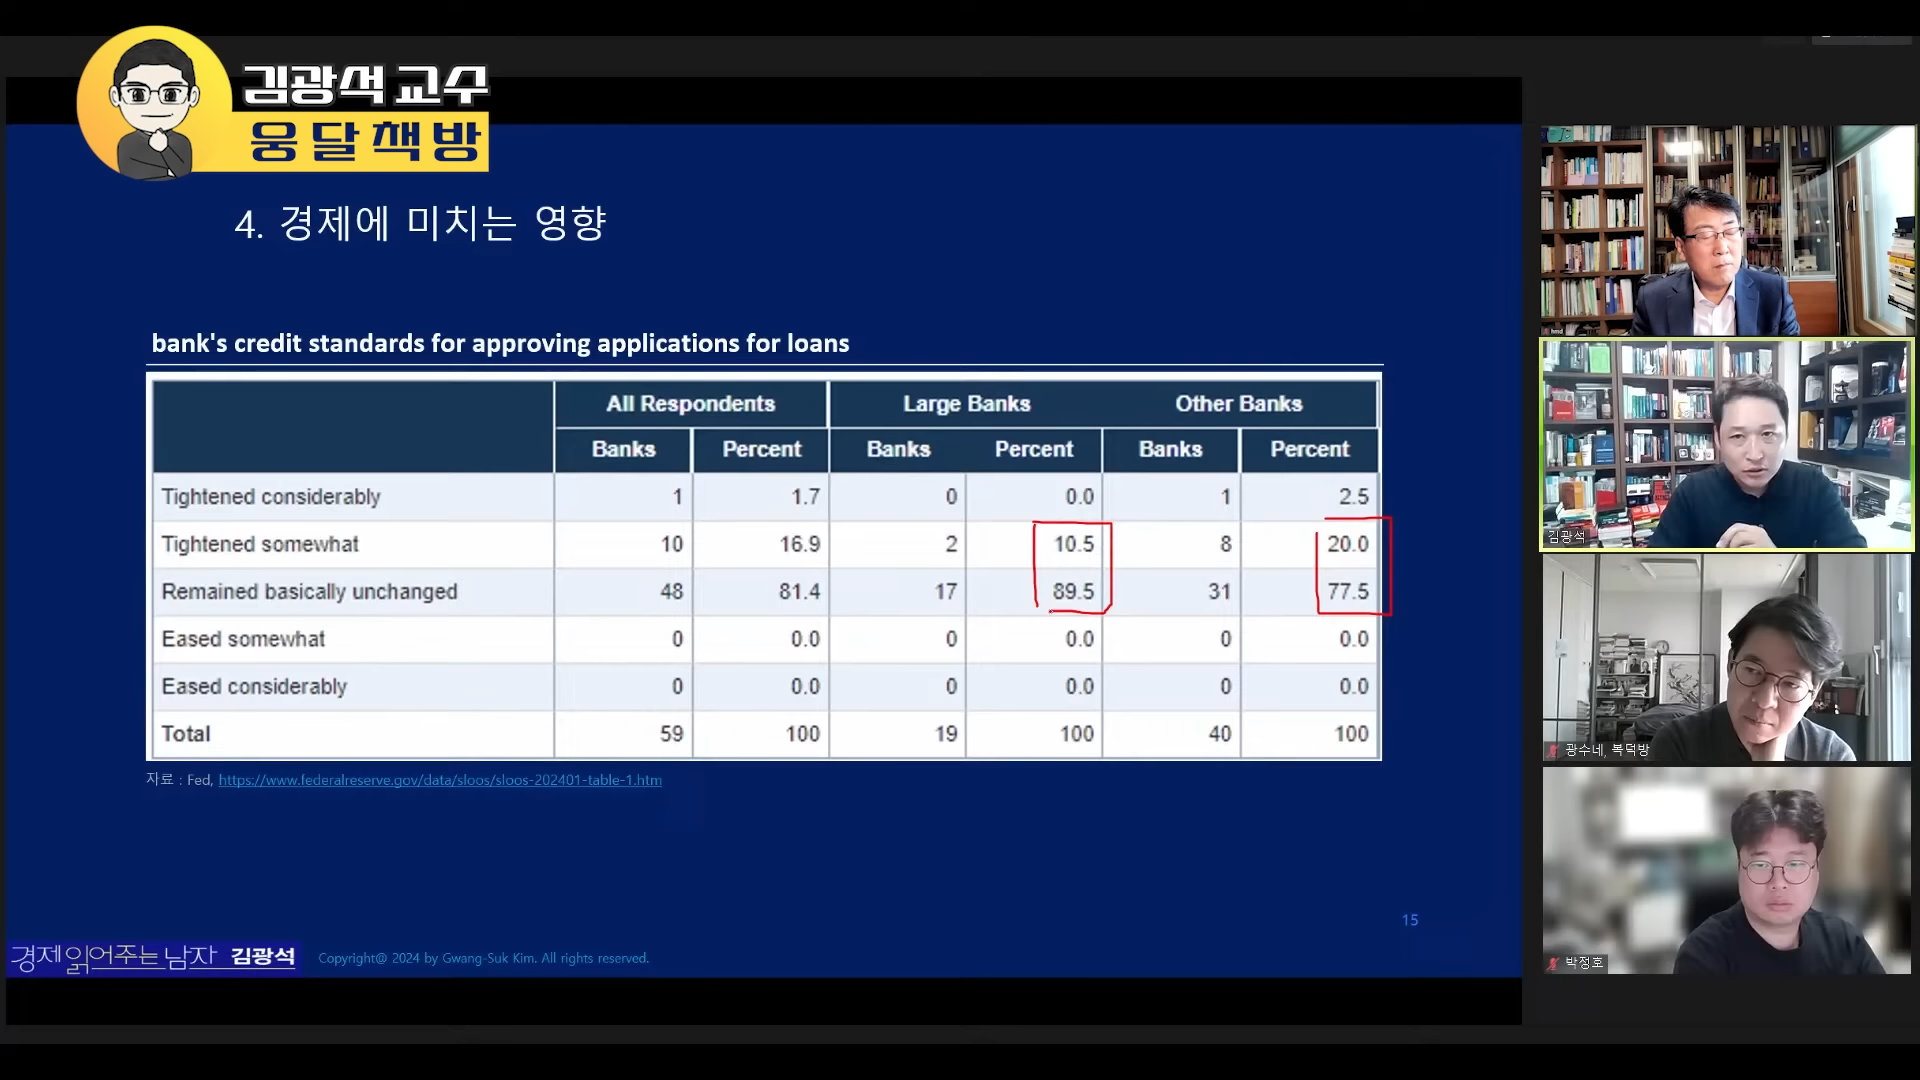 김광석 교수
웅달책방
4. 경제에 미치는 영향
bank's credit standards for approving applications for loans
All Respondents Large Banks Other Banks
Banks Percent Banks Percent Banks Percent
Tightened considerably 1 1.7 0 0.0 1 2.5
Tightened somewhat 10 16.9 2 10.5 8 20.0
Remained basically unchanged 48 81.4 17 89.5 31 77.5
Eased somewhat 0 0.0 0 0.0 0 0.0
Eased considerably 0 0.0 0 0.0 0 0.0
Total 59 100 19 100 40 100
자료 : Fed, https://www.federalreserve.gov/data/sloos/sloos-202401-table-1.htm
15
경제 읽어주는 남자 김광석
Copyright@ 2024 by Gwang-Suk Kim. All rights reserved.
김광석
광수네, 복덕방
박정호